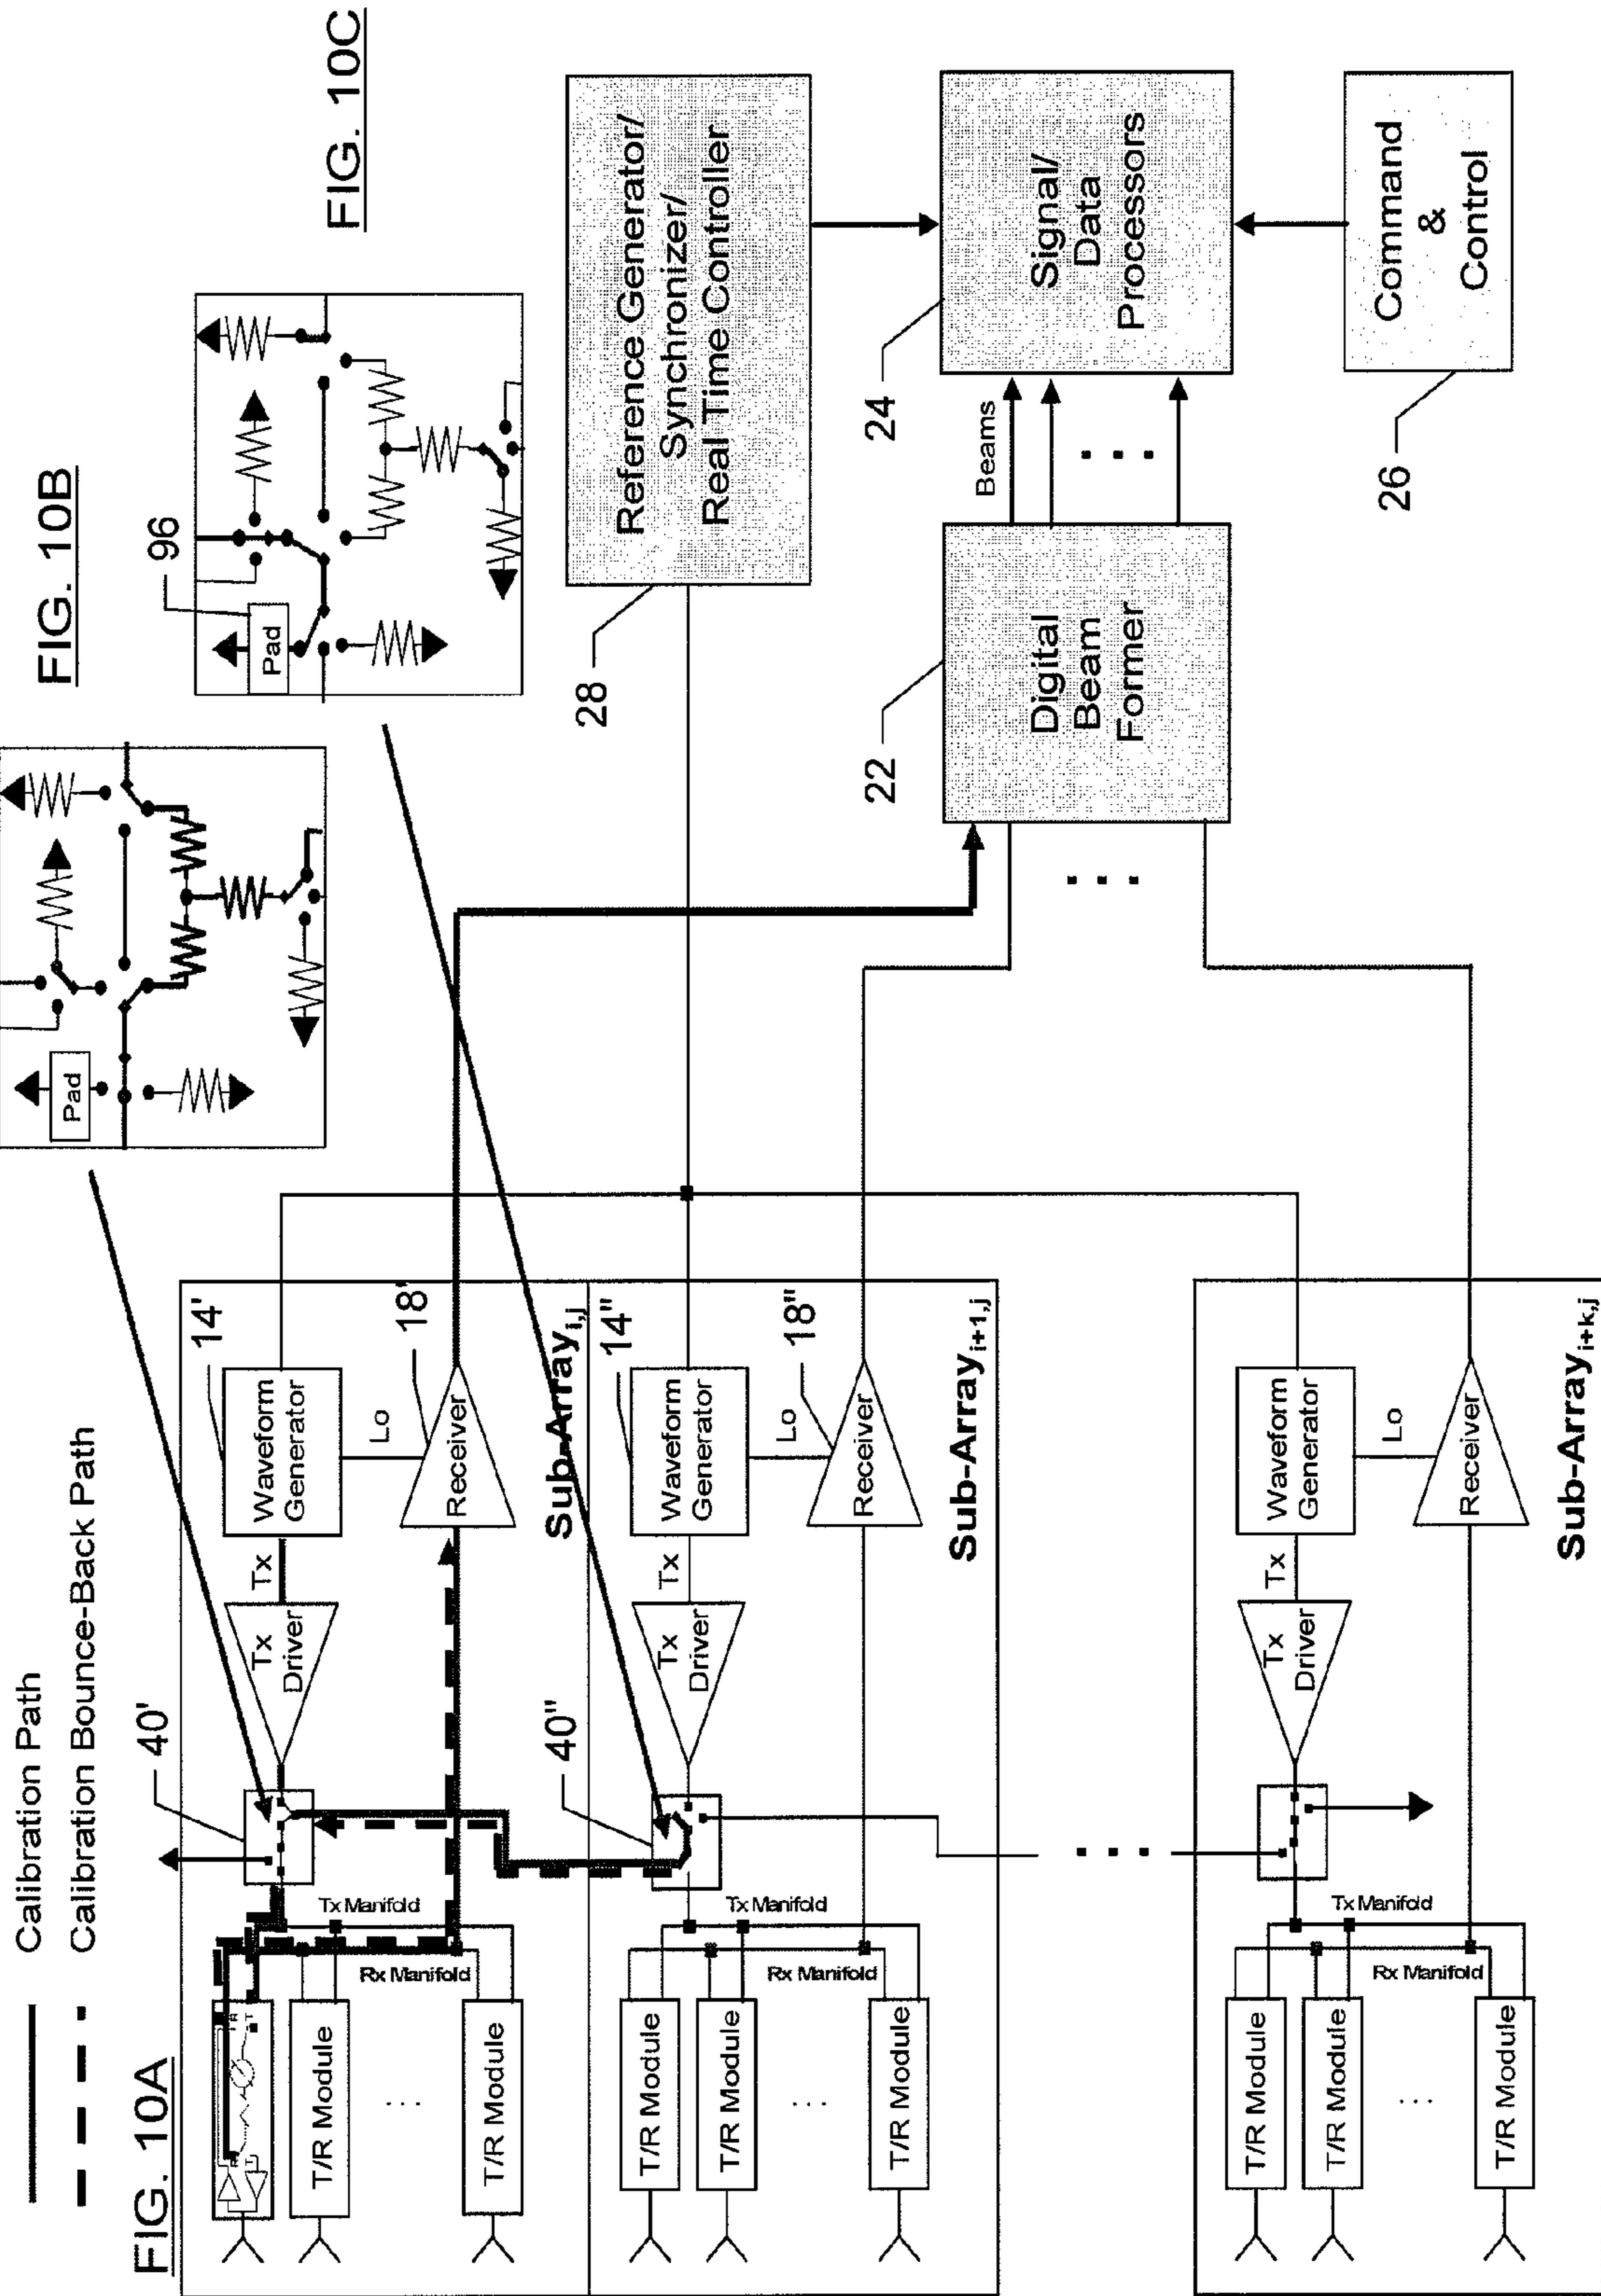 Calibration Path
Calibration Bounce-Back Path
FIG. 10A
FIG. 10B
FIG. 10C
40'
14'
18'
Pad
Pad
96
Tx
Driver
Tx
Waveform
Generator
Lo
Receiver
Tx Manifold
Rx Manifold
T/R Module
...
T/R Module
Sub-Array i,j
40"
14"
18"
Tx
Driver
Tx
Waveform
Generator
Lo
Receiver
Tx Manifold
Rx Manifold
T/R Module
T/R Module
...
T/R Module
Sub-Array i+1,j
...
Tx
Driver
Tx
Waveform
Generator
Lo
Receiver
Tx Manifold
Rx Manifold
T/R Module
T/R Module
...
T/R Module
Sub-Array i+k,j
28
Reference Generator/
Synchronizer/
Real Time Controller
22
Digital
Beam
Former
...
Beams
...
24
Signal/
Data
Processors
26
Command
&
Control